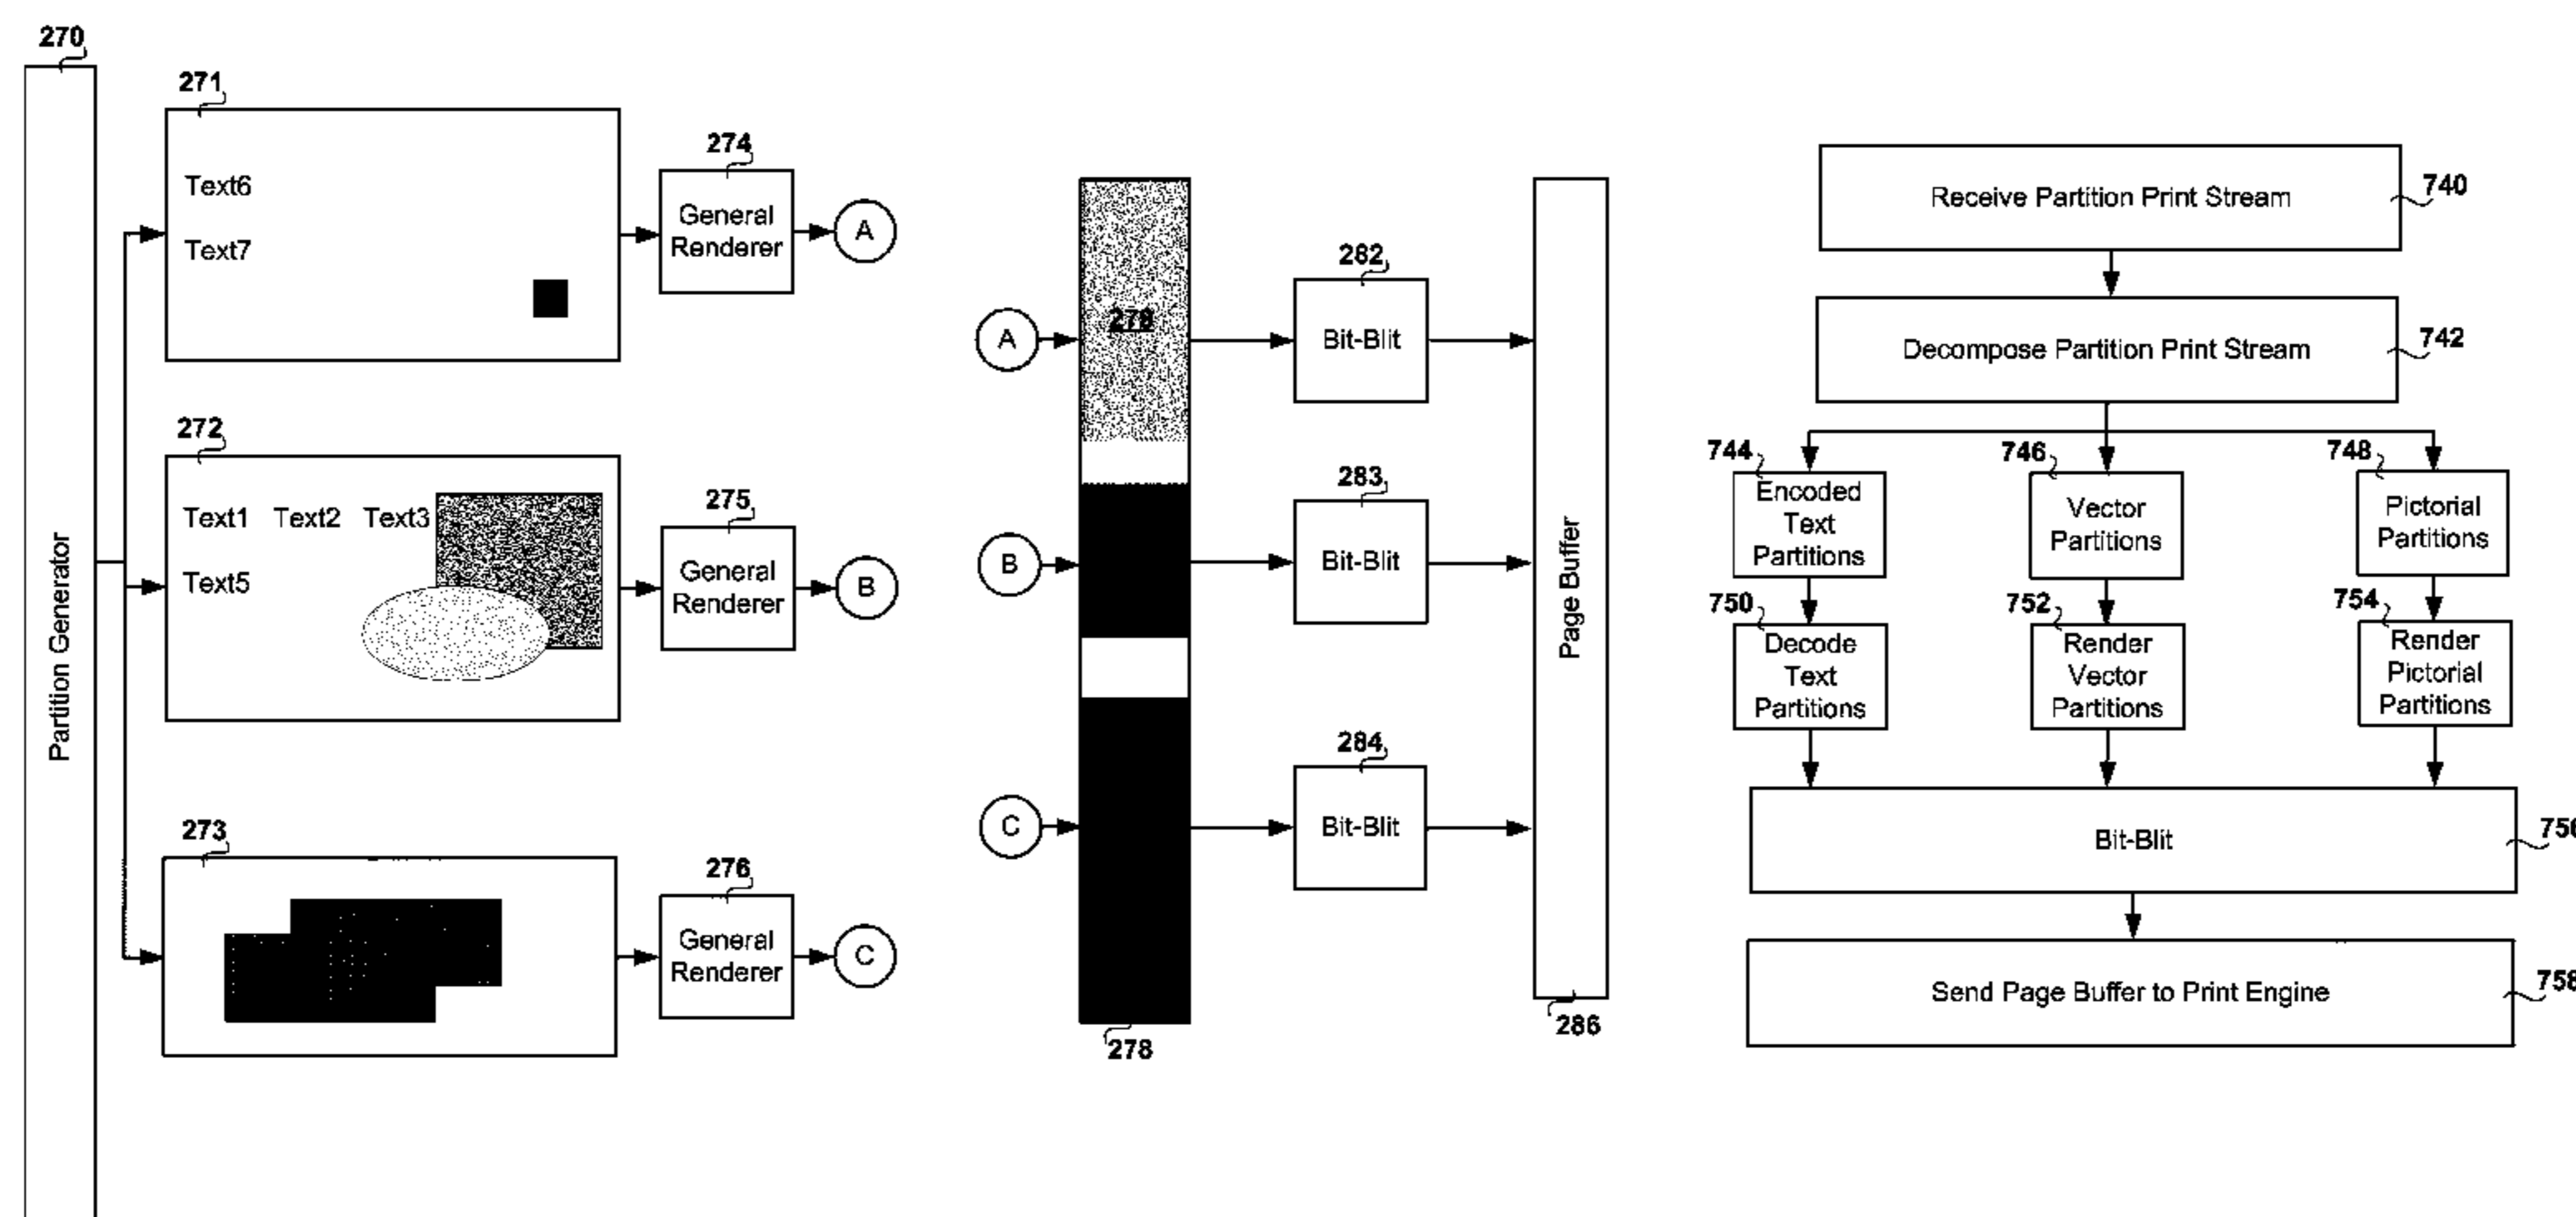 270
Partition Generator
271
Text6
Text7
274
General
Renderer
A
272
Text1 Text2 Text3
Text5
275
General
Renderer
B
273
276
General
Renderer
C
A
B
C
278
282
Bit-Blit
283
Bit-Blit
284
Bit-Blit
Page Buffer
286
Receive Partition Print Stream
740
Decompose Partition Print Stream
742
744
Encoded
Text
Partitions
746
Vector
Partitions
748
Pictorial
Partitions
750
Decode
Text
Partitions
752
Render
Vector
Partitions
754
Render
Pictorial
Partitions
Bit-Blit
756
Send Page Buffer to Print Engine
758